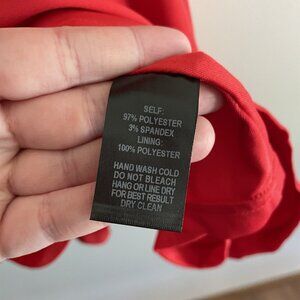 SELF:
97% POLYESTER
3% SPANDEX
LINING:
100% POLYESTER
HAND WASH COLD
DO NOT BLEACH
HANG OR LINE DRY
FOR BEST RESULT
DRY CLEAN